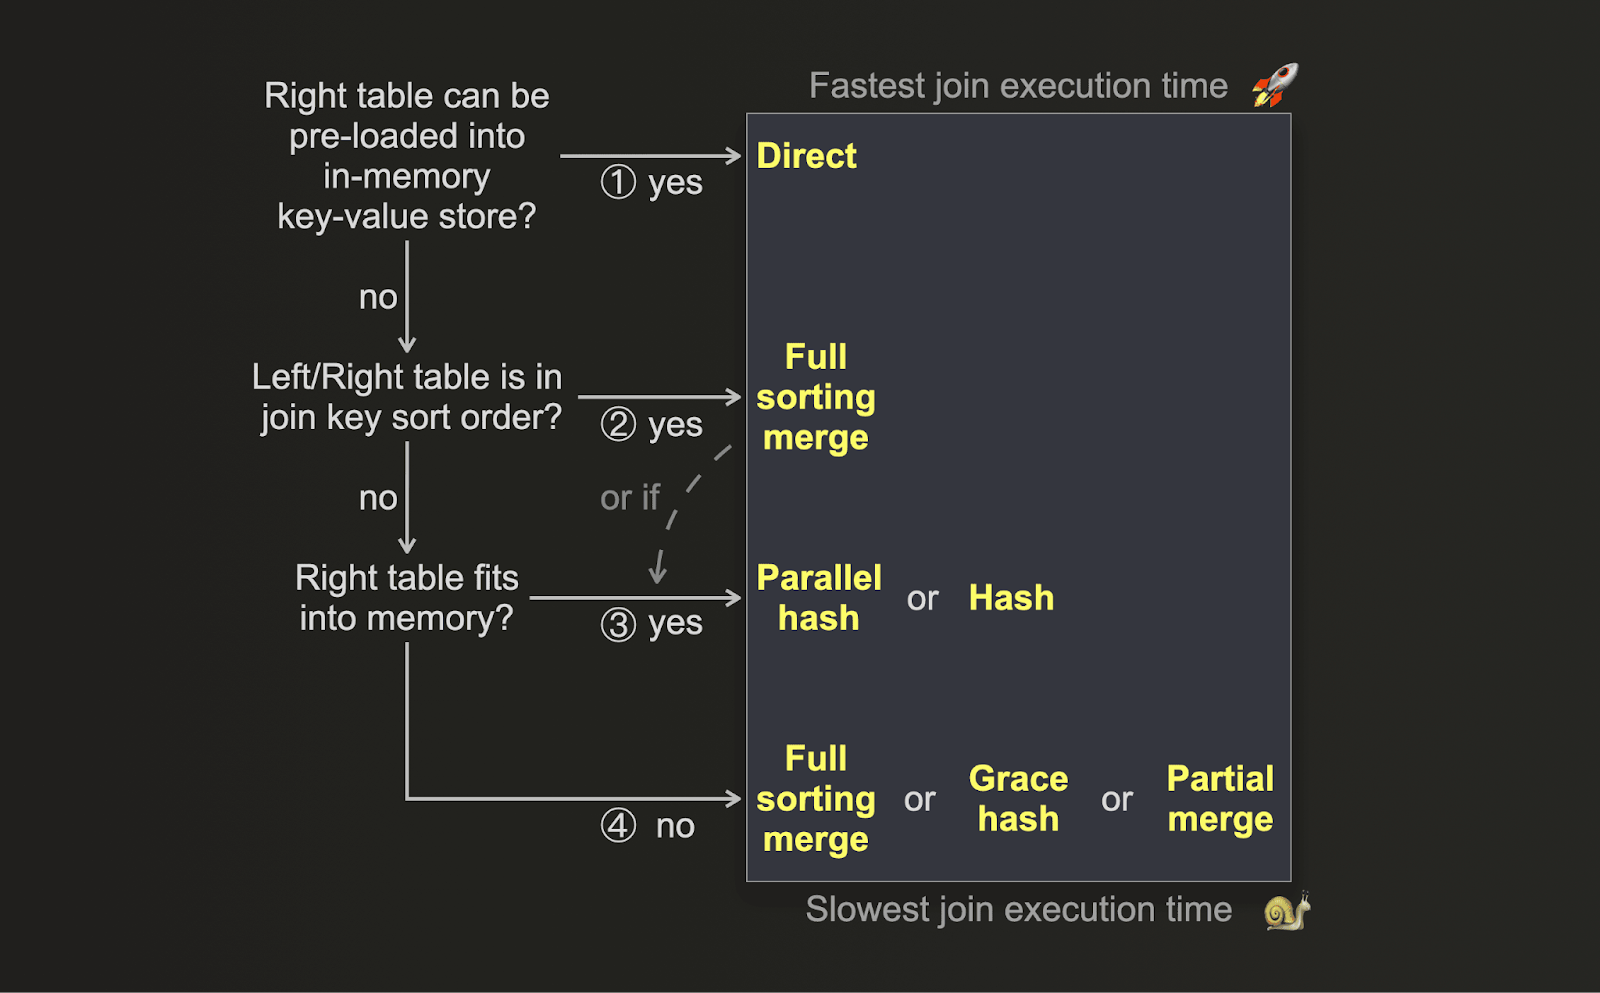 Fastest join execution time
Right table can be
pre-loaded into
in-memory
key-value store?
① yes
Direct
no
Left/Right table is in
join key sort order?
② yes
Full
sorting
merge
no
or if
Right table fits
into memory?
③ yes
Parallel
hash
or
Hash
④ no
Full
sorting
merge
or
Grace
hash
or
Partial
merge
Slowest join execution time